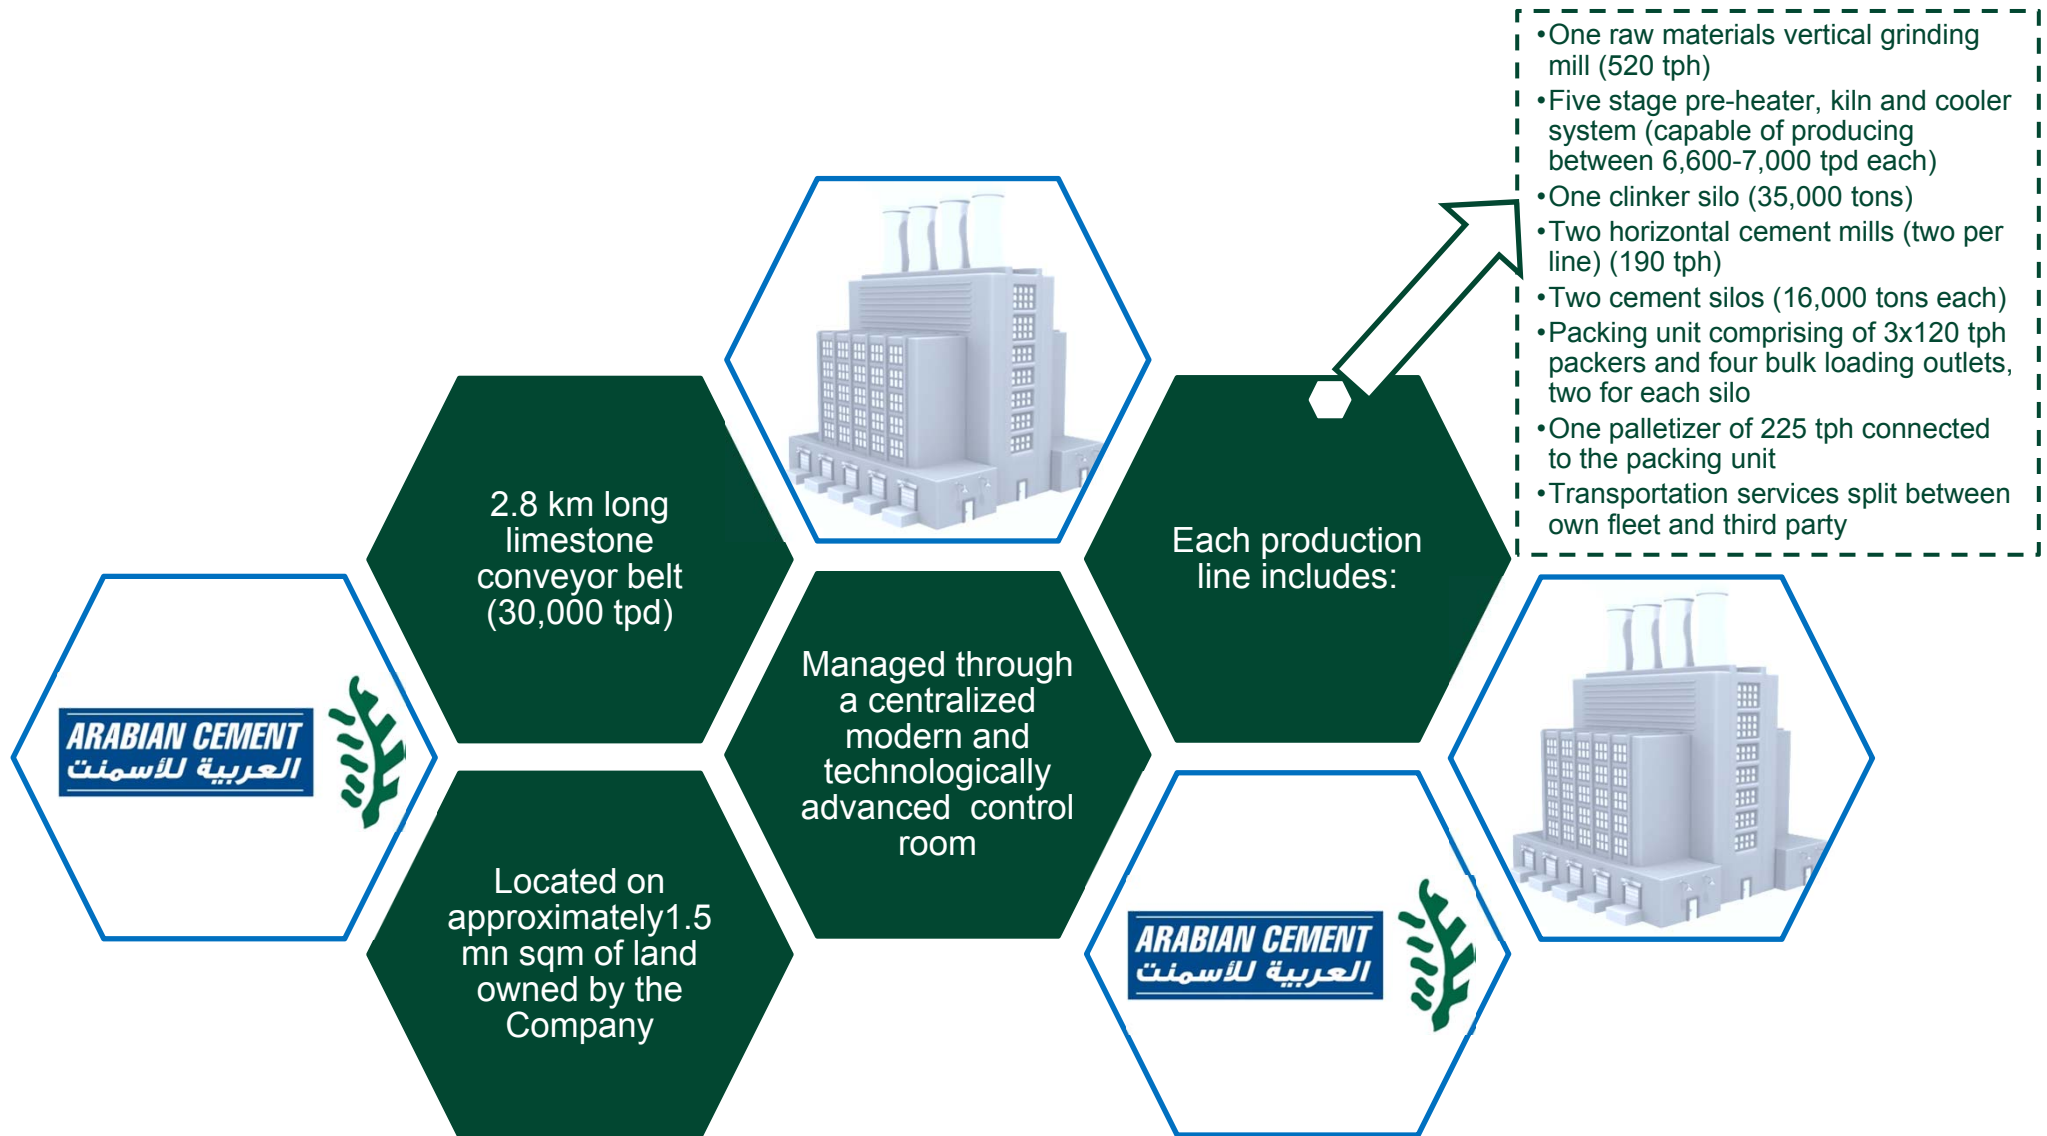 2.8 km long
limestone
conveyor belt
(30,000 tpd)
Each production
line includes:
•One raw materials vertical grinding
mill (520 tph)
•Five stage pre-heater, kiln and cooler
system (capable of producing
between 6,600-7,000 tpd each)
•One clinker silo (35,000 tons)
•Two horizontal cement mills (two per
line) (190 tph)
•Two cement silos (16,000 tons each)
•Packing unit comprising of 3x120 tph
packers and four bulk loading outlets,
two for each silo
•One palletizer of 225 tph connected
to the packing unit
•Transportation services split between
own fleet and third party
Managed through
a centralized
modern and
technologically
advanced  control
room
ARABIAN CEMENT
العربية للأسمنت
Located on
approximately1.5
mn sqm of land
owned by the
Company
ARABIAN CEMENT
العربية للأسمنت